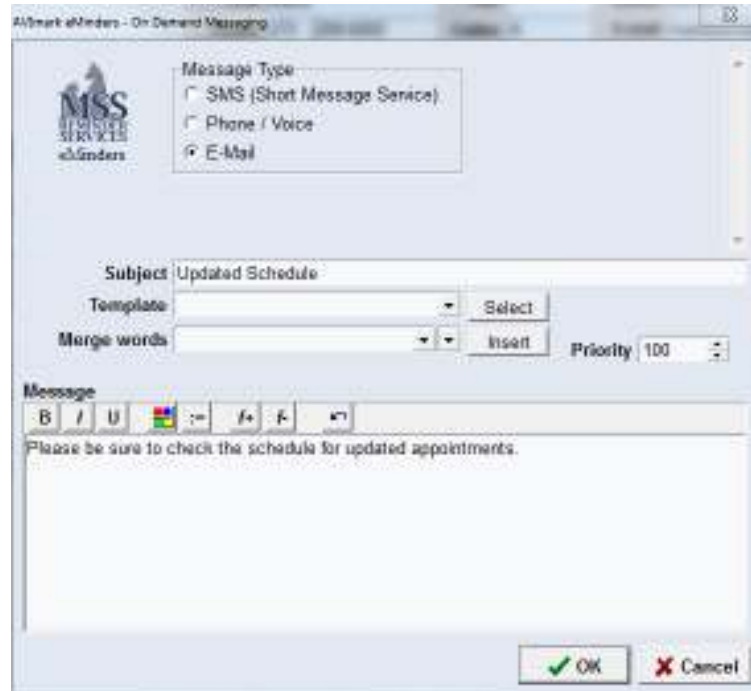 AVImark eMinders - On Demand Messaging
MSS
REMINDER
SERVICES
eMinders
Message Type
SMS (Short Message Service)
Phone / Voice
E-Mail
Subject Updated Schedule
Template Select
Merge words Insert Priority 100
Message
B I U f+ f-
Please be sure to check the schedule for updated appointments.
OK Cancel